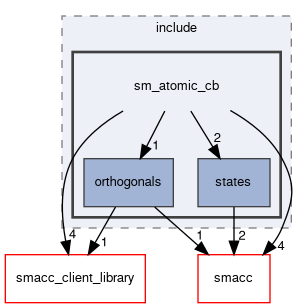 include
sm_atomic_cb
1
2
orthogonals
states
4
1
1
2
4
smacc_client_library
smacc